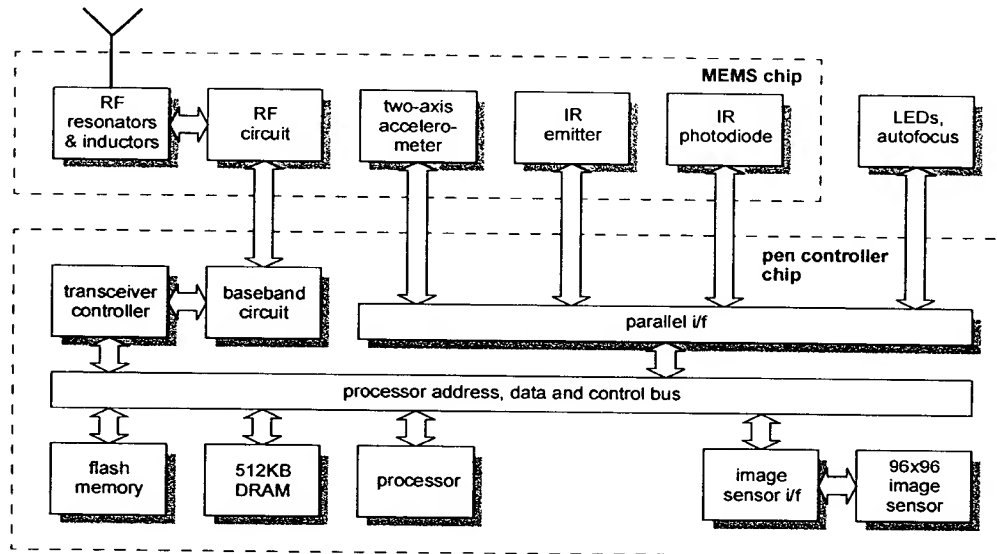 MEMS chip
RF
resonators
& inductors
RF
circuit
two-axis
accelero-
meter
IR
emitter
IR
photodiode
LEDs,
autofocus
pen controller
chip
transceiver
controller
baseband
circuit
parallel i/f
processor address, data and control bus
flash
memory
512KB
DRAM
processor
image
sensor i/f
96x96
image
sensor